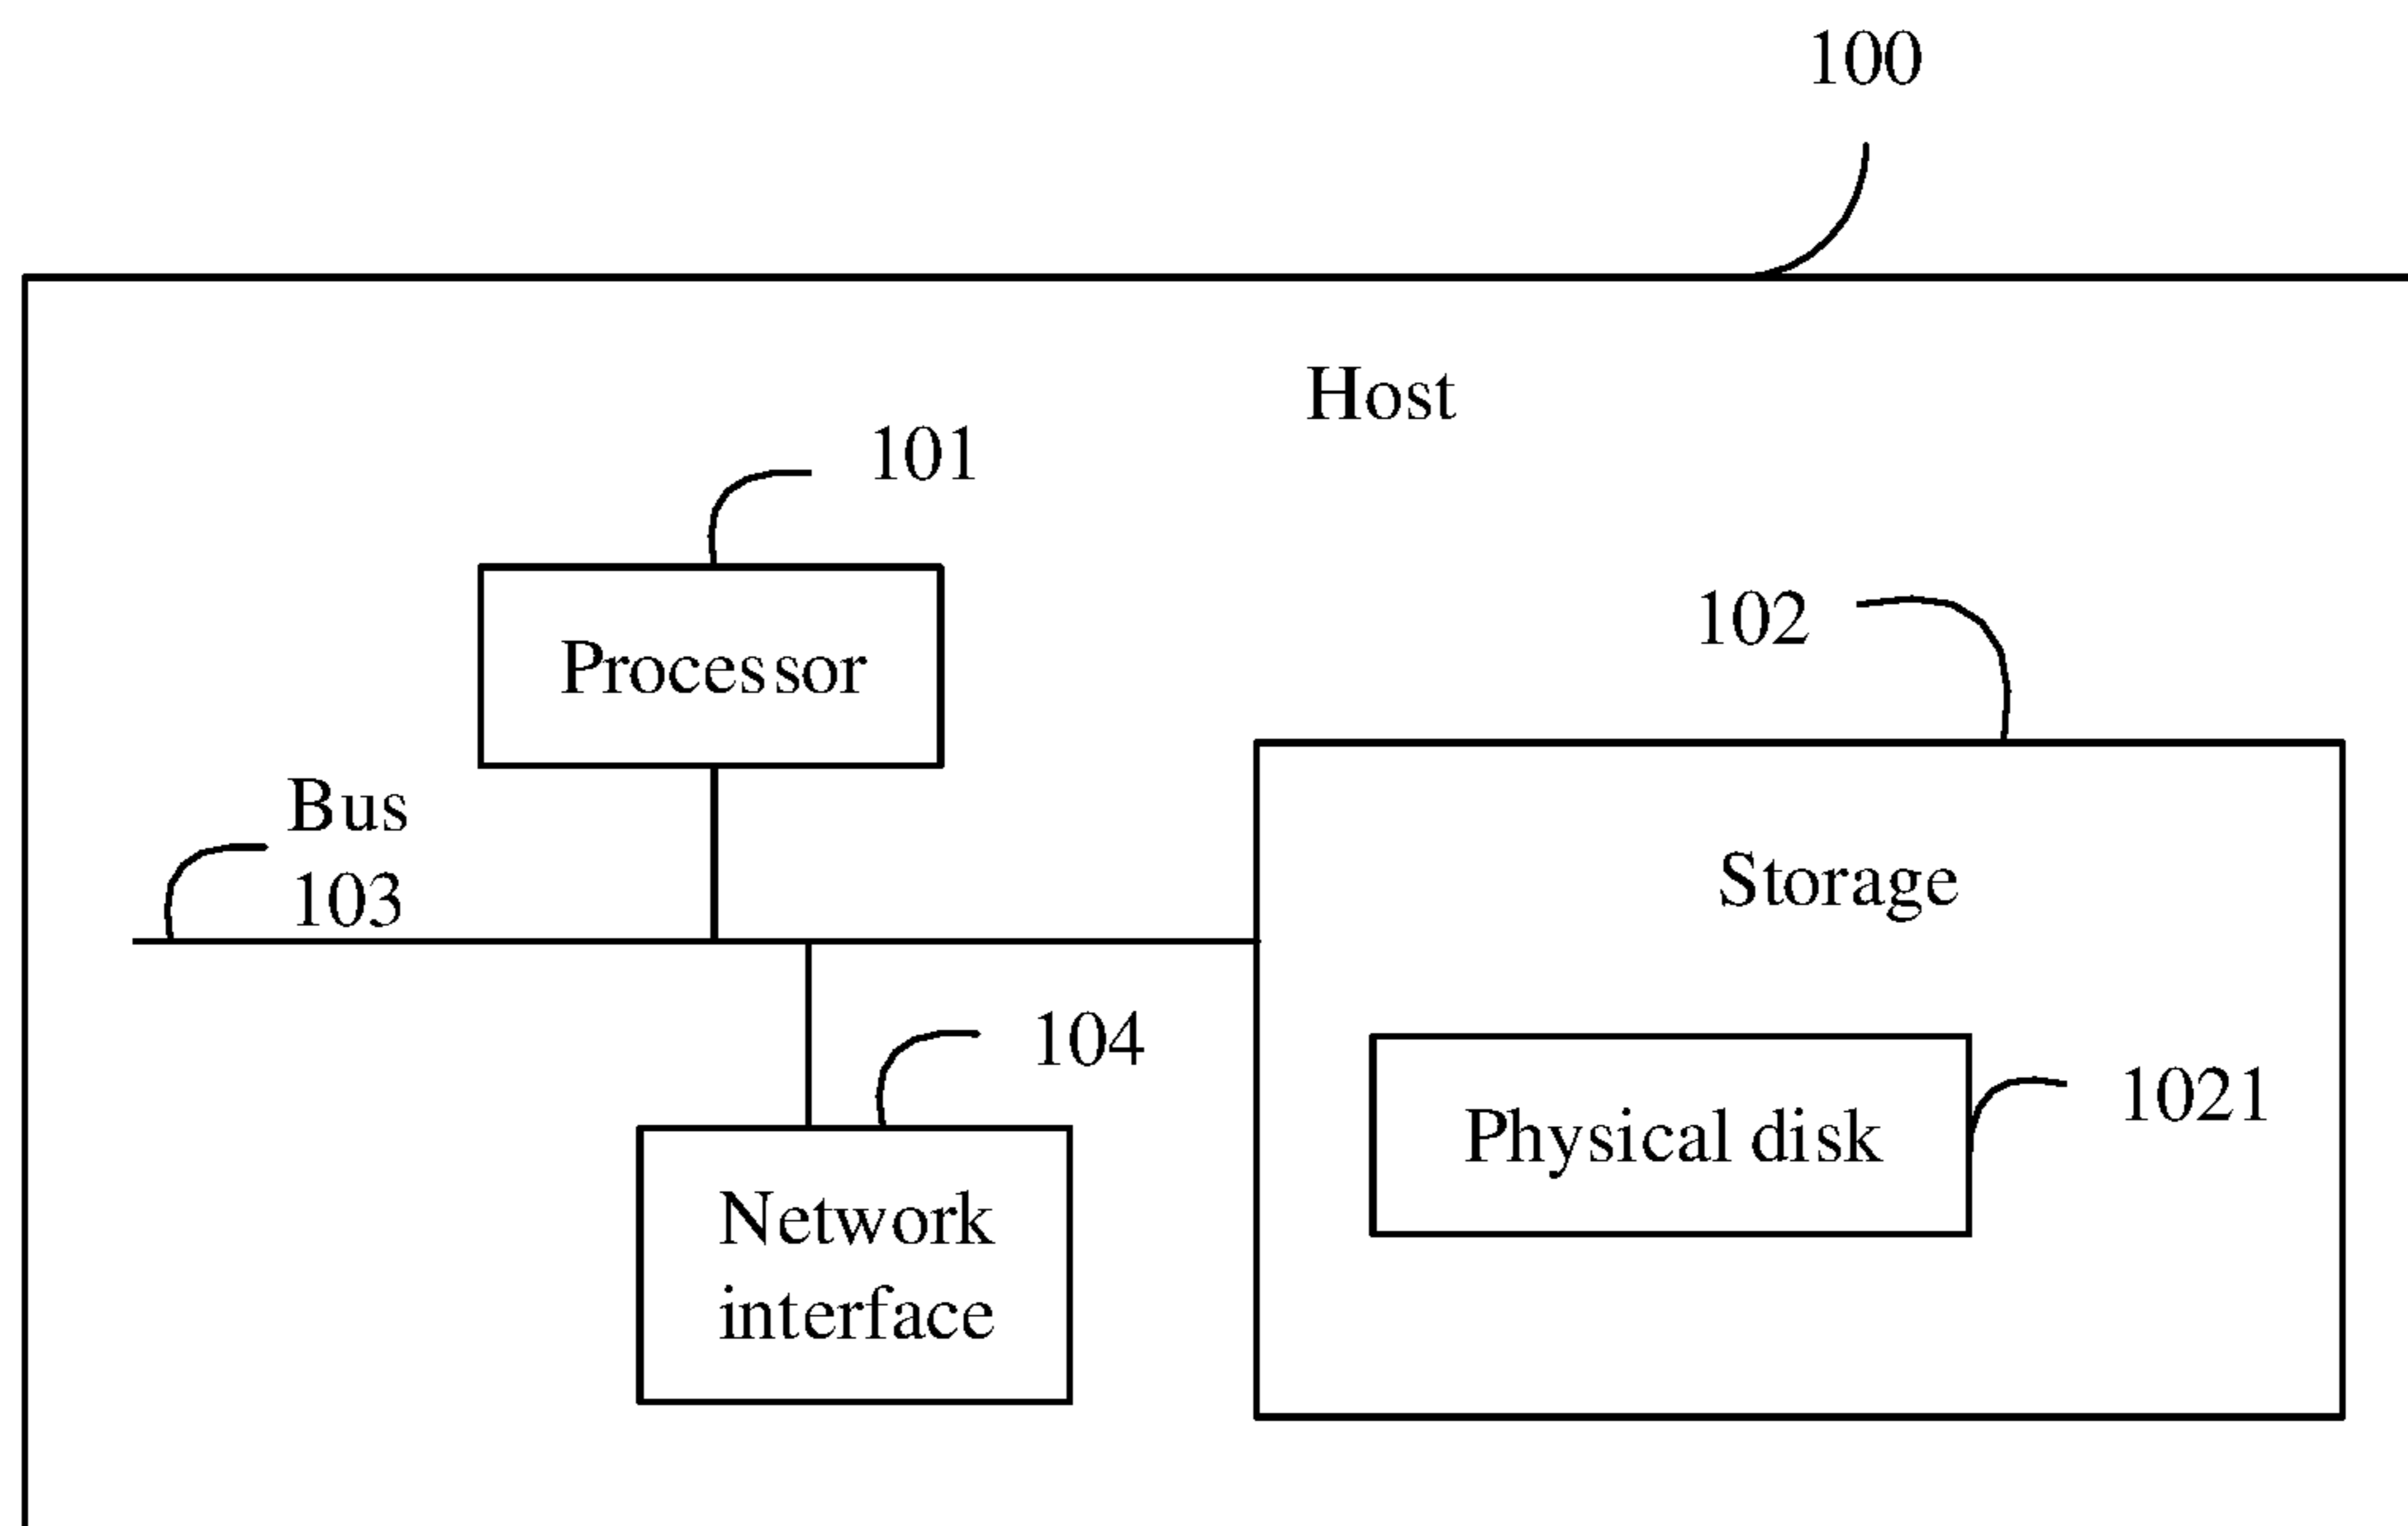 100
Host
101
Processor
102
Bus
103
Storage
104
Physical disk
1021
Network
interface